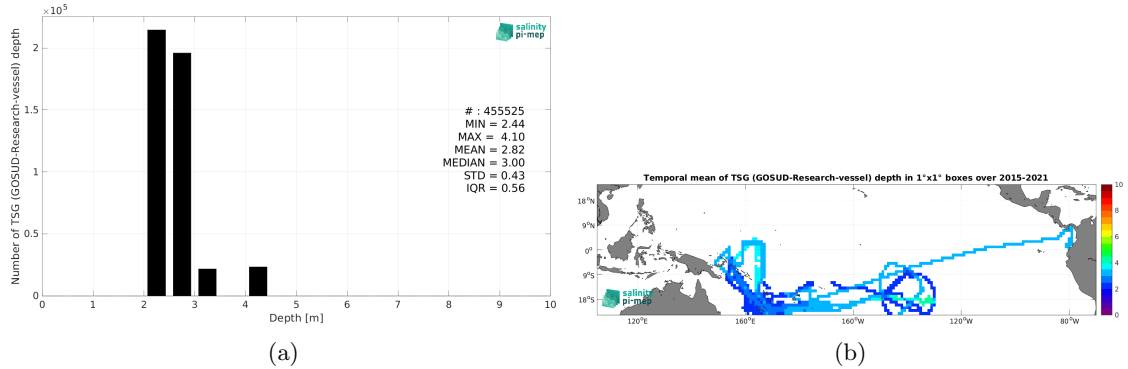 ×10⁵
2
1.5
1
0.5
0
Number of TSG (GOSUD-Research-vessel) depth
salinity
pi-mep
# : 455525
MIN = 2.44
MAX = 4.10
MEAN = 2.82
MEDIAN = 3.00
STD = 0.43
IQR = 0.56
0 1 2 3 4 5 6 7 8 9 10
Depth [m]
(a)
Temporal mean of TSG (GOSUD-Research-vessel) depth in 1°x1° boxes over 2015-2021
18°N
9°N
0°
9°S
18°S
salinity
pi-mep
120°E 160°E 160°W 120°W 80°W
10
8
6
4
2
0
(b)